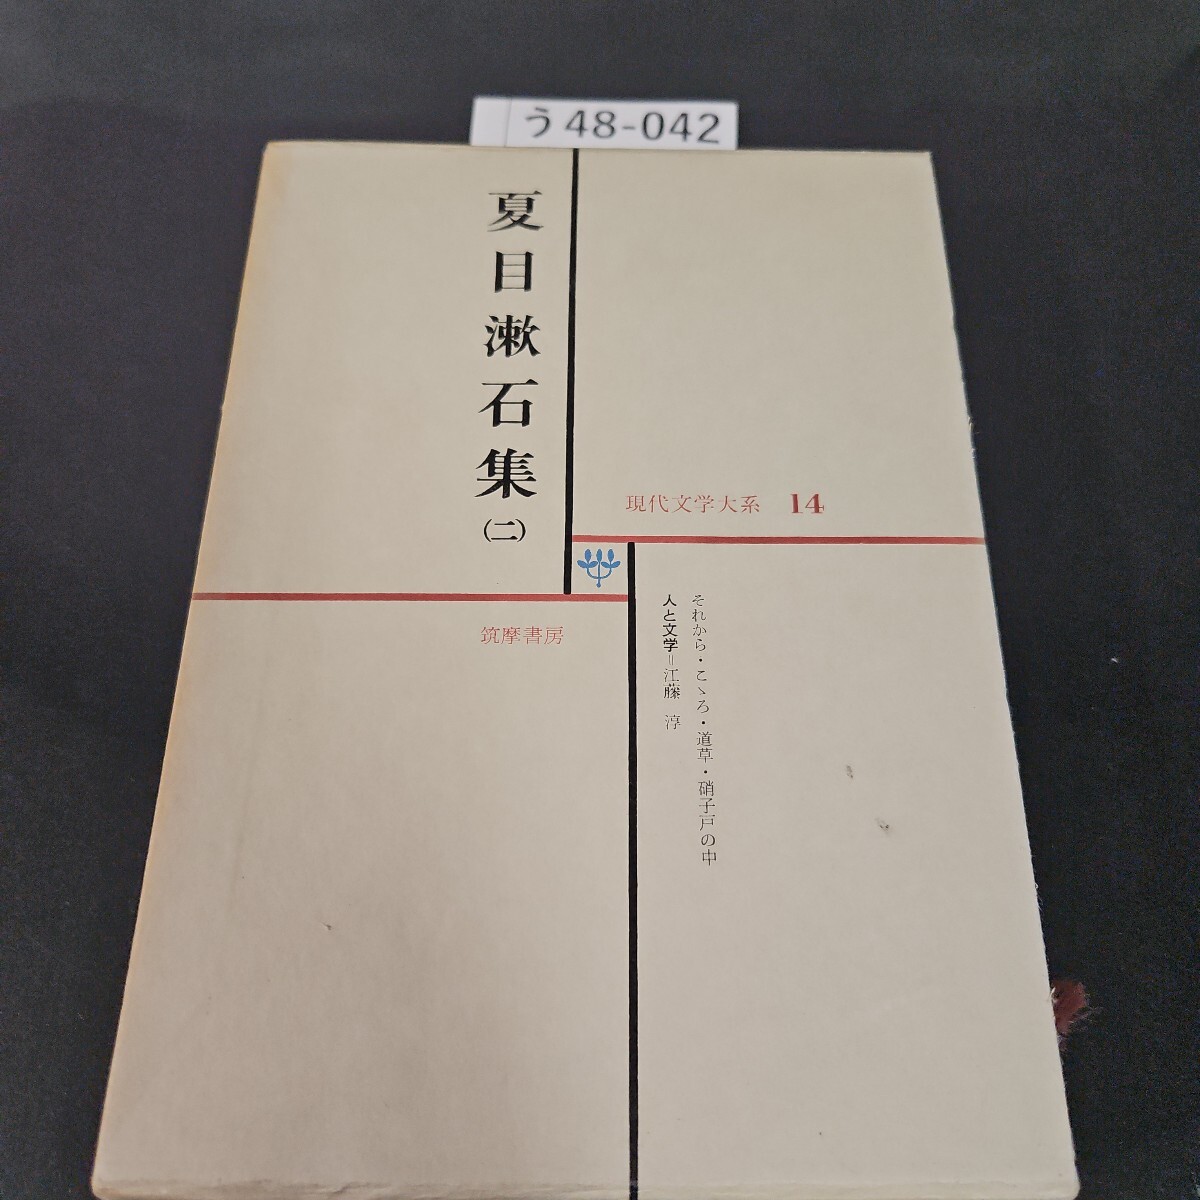 う48-042
夏目漱石集(二)
現代文学大系 14
それから・こゝろ・道草・硝子戸の中
人と文学=江藤 淳
筑摩書房